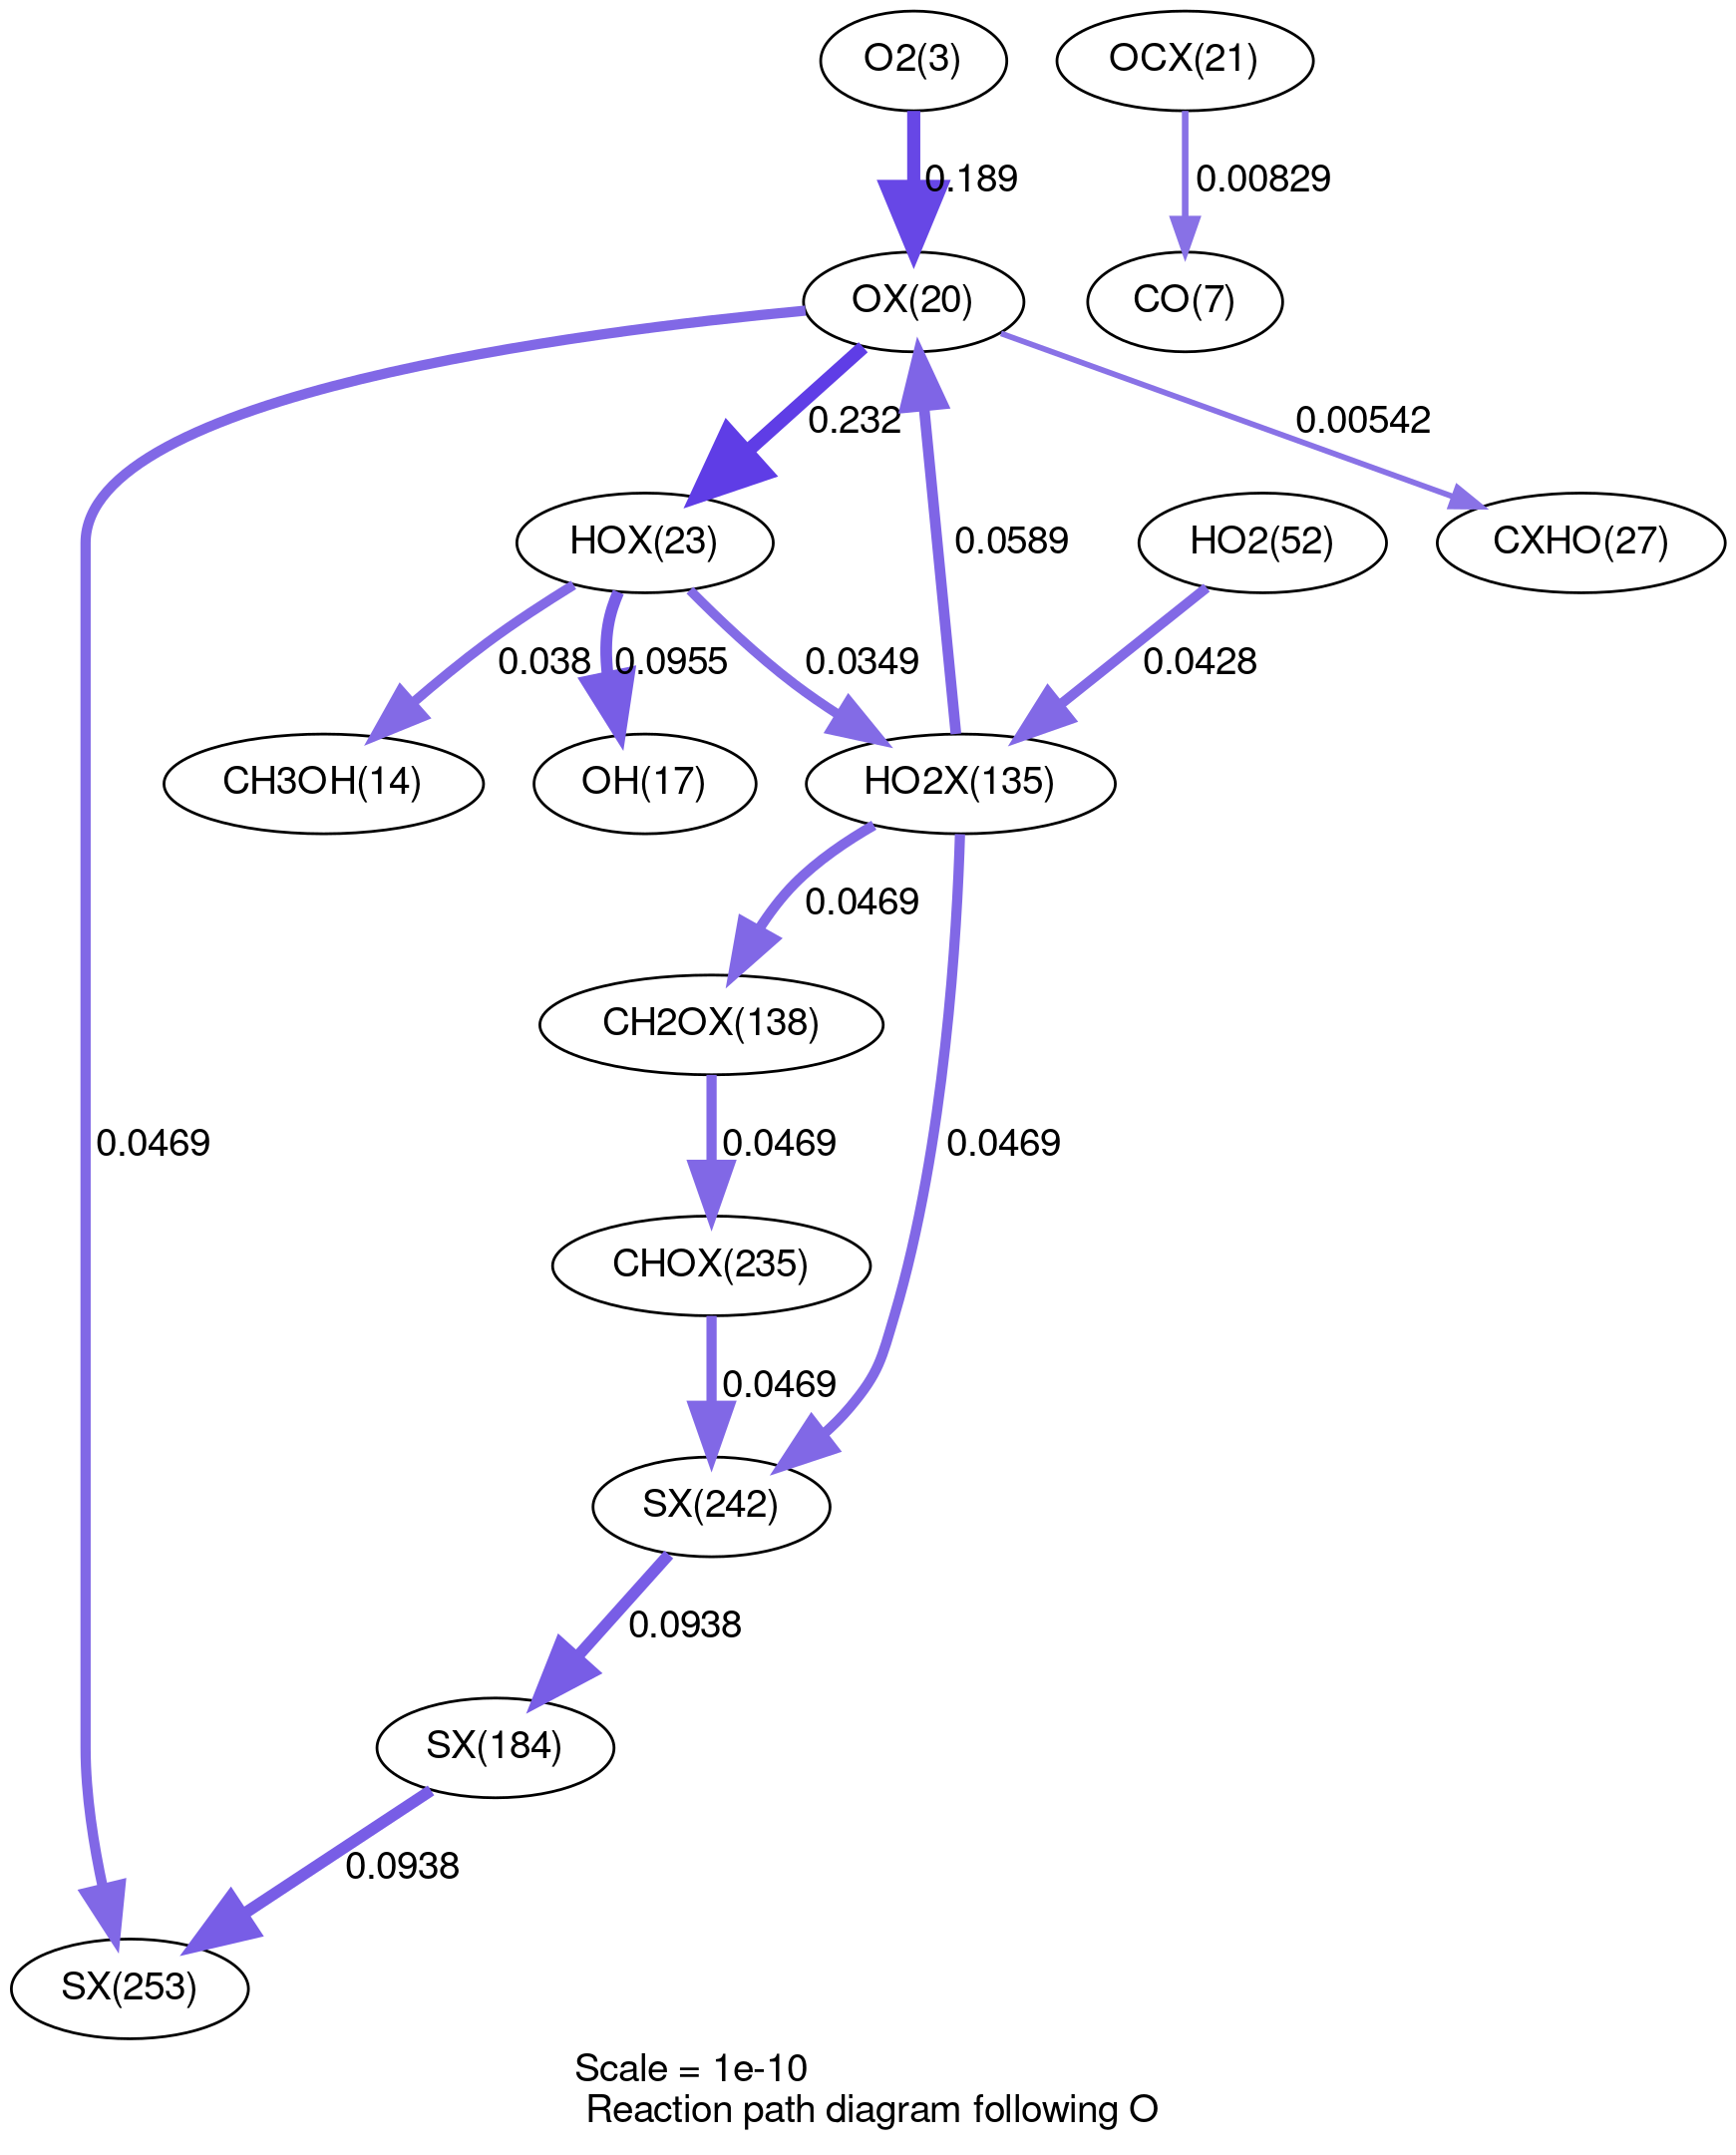 O2(3)
OCX(21)
0.189
0.00829
OX(20)
CO(7)
0.232
0.00542
HOX(23)
0.0589
HO2(52)
CXHO(27)
0.038
0.0955
0.0349
0.0428
CH3OH(14)
OH(17)
HO2X(135)
0.0469
CH2OX(138)
0.0469
0.0469
0.0469
CHOX(235)
0.0469
SX(242)
0.0938
SX(184)
0.0938
SX(253)
Scale = 1e-10
Reaction path diagram following O